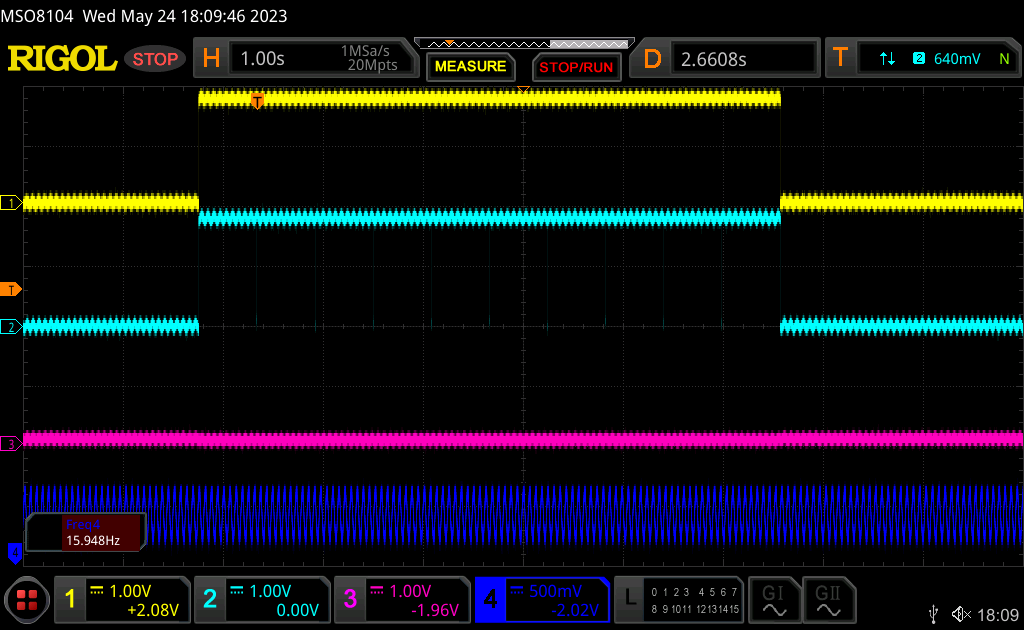 MSO8104 Wed May 24 18:09:46 2023
RIGOL STOP H 1.00s 1MSa/s 20Mpts MEASURE STOP/RUN D 2.6608s T 2 640mV N
T
1
T
2
3
Freq4
15.948Hz
4
1 1.00V +2.08V
2 1.00V 0.00V
3 1.00V -1.96V
4 500mV -2.02V
L 0 1 2 3 4 5 6 7
8 9 10 11 12 13 14 15
GI GII
18:09